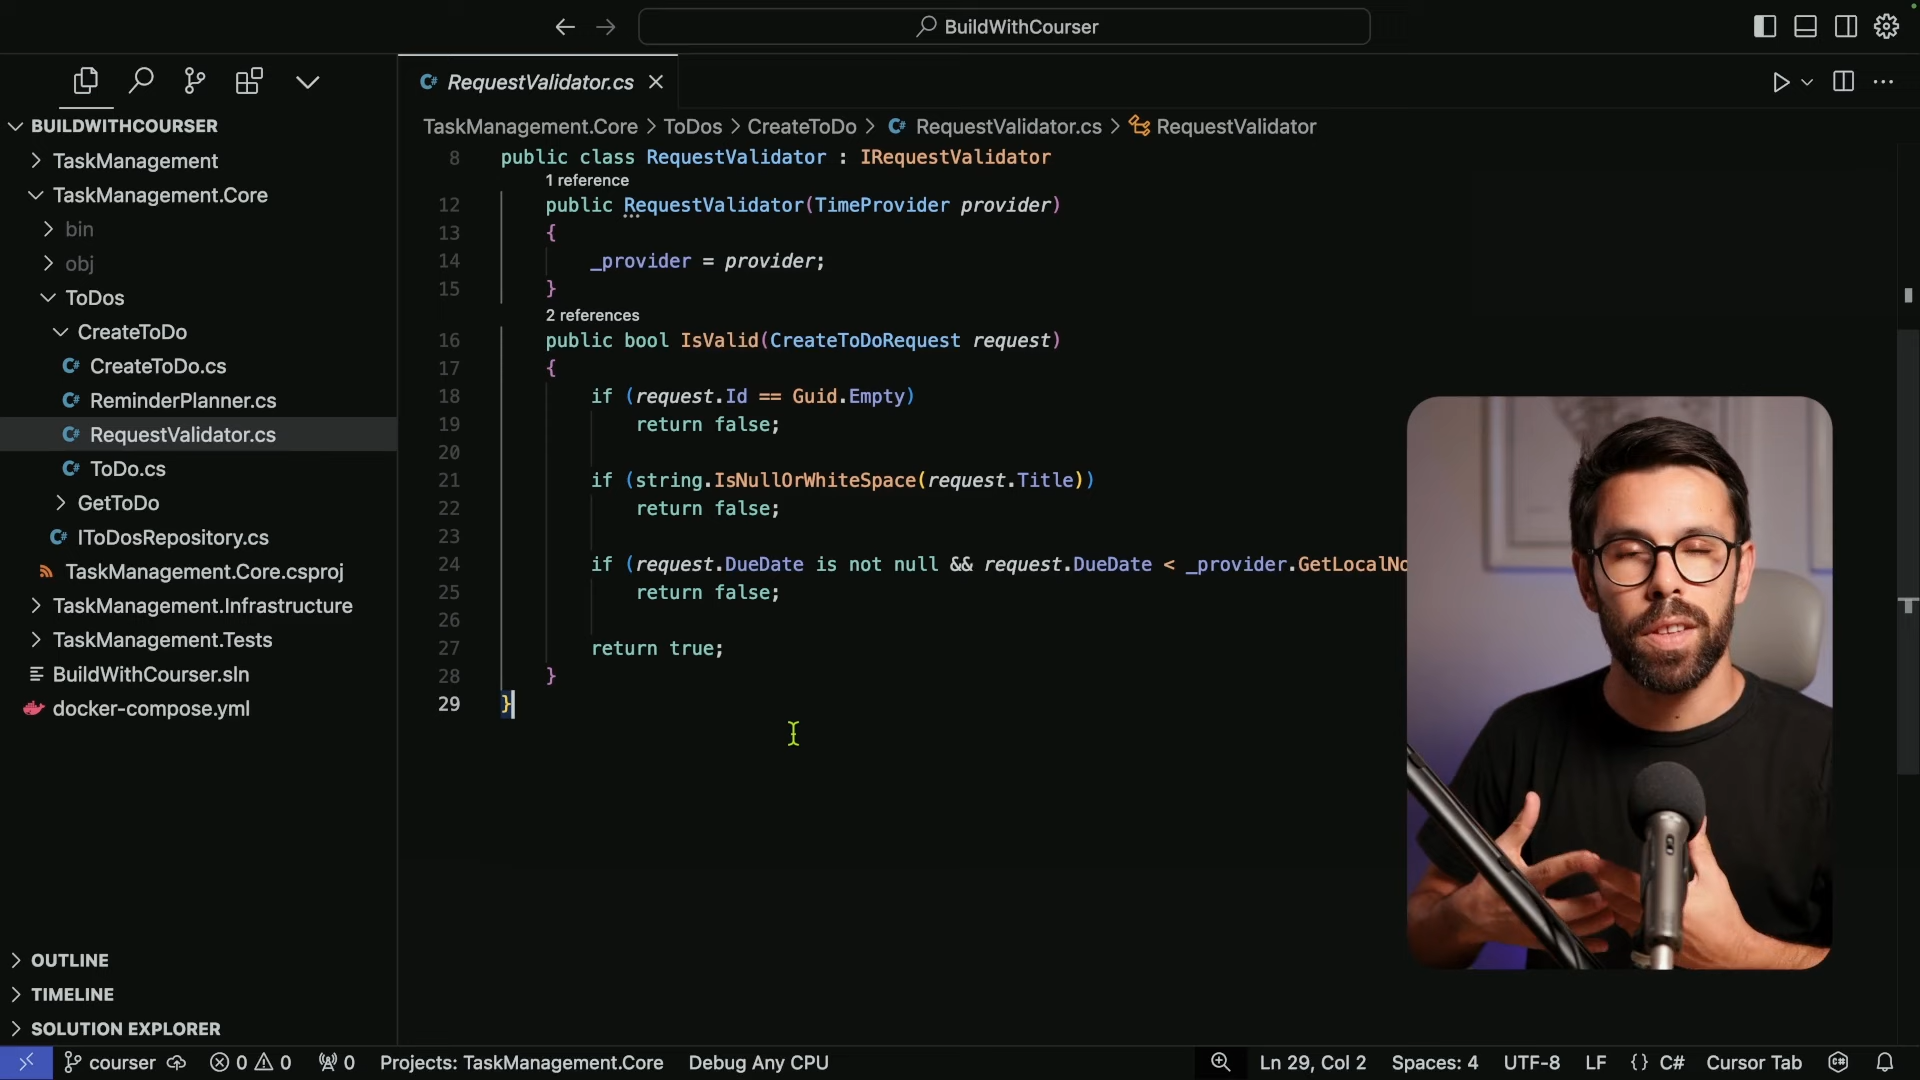 BuildWithCourser
RequestValidator.cs
BUILDWITHCOURSER
TaskManagement
TaskManagement.Core
bin
obj
ToDos
CreateToDo
CreateToDo.cs
ReminderPlanner.cs
RequestValidator.cs
ToDo.cs
GetToDo
IToDosRepository.cs
TaskManagement.Core.csproj
TaskManagement.Infrastructure
TaskManagement.Tests
BuildWithCourser.sln
docker-compose.yml
OUTLINE
TIMELINE
SOLUTION EXPLORER
TaskManagement.Core > ToDos > CreateToDo > C# RequestValidator.cs > RequestValidator
8 public class RequestValidator : IRequestValidator
1 reference
12 public RequestValidator(TimeProvider provider)
13 {
14 _provider = provider;
15 }
2 references
16 public bool IsValid(CreateToDoRequest request)
17 {
18 if (request.Id == Guid.Empty)
19 return false;
20
21 if (string.IsNullOrWhiteSpace(request.Title))
22 return false;
23
24 if (request.DueDate is not null && request.DueDate < _provider.GetLocalNo
25 return false;
26
27 return true;
28 }
29 }
courser 0 0 0 Projects: TaskManagement.Core Debug Any CPU Ln 29, Col 2 Spaces: 4 UTF-8 LF {} C# Cursor Tab